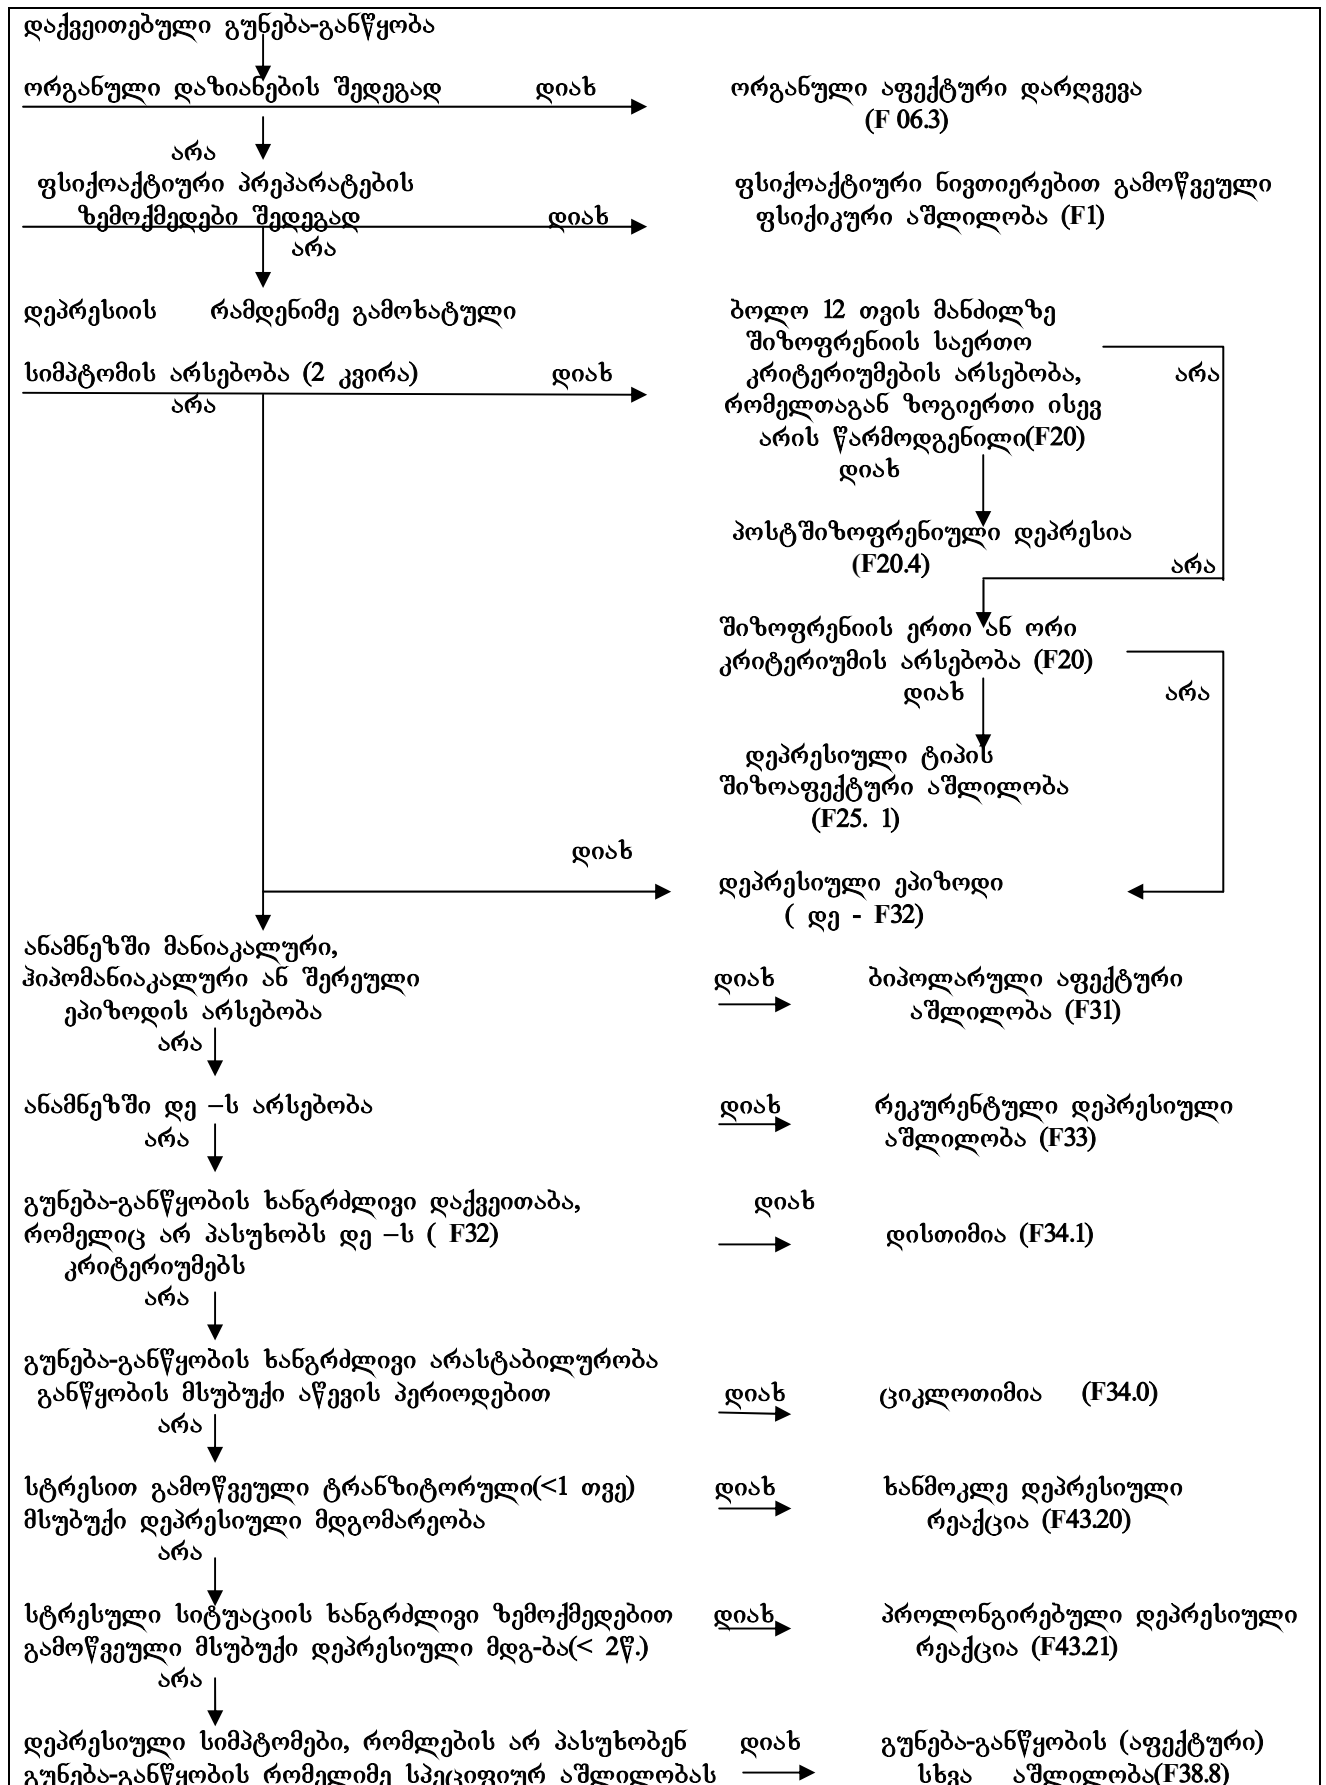 დაქვეითებული გუნება-განწყობა
ორგანული დაზიანების შედეგად დიახ ორგანული აფექტური დარღვევა
(F 06.3)
არა
ფსიქოაქტიური პრეპარატების ფსიქოაქტიური ნივთიერებით გამოწვეული
ზემოქმედები შედეგად დიახ ფსიქიკური აშლილობა (F1)
არა
დეპრესიის რამდენიმე გამოხატული ბოლო 12 თვის მანძილზე
შიზოფრენიის საერთო
სიმპტომის არსებობა (2 კვირა) დიახ კრიტერიუმების არსებობა, არა
არა რომელთაგან ზოგიერთი ისევ
არის წარმოდგენილი(F20)
დიახ
პოსტშიზოფრენიული დეპრესია
(F20.4) არა
შიზოფრენიის ერთი ან ორი
კრიტერიუმის არსებობა (F20)
დიახ არა
დეპრესიული ტიპის
შიზოაფექტური აშლილობა
(F25. 1)
დიახ
დეპრესიული ეპიზოდი
( დე - F32)
ანამნეზში მანიაკალური,
ჰიპომანიაკალური ან შერეული დიახ ბიპოლარული აფექტური
ეპიზოდის არსებობა აშლილობა (F31)
არა
ანამნეზში დე –ს არსებობა დიახ რეკურენტული დეპრესიული
არა აშლილობა (F33)
გუნება-განწყობის ხანგრძლივი დაქვეითაბა, დიახ
რომელიც არ პასუხობს დე –ს ( F32) დისთიმია (F34.1)
კრიტერიუმებს
არა
გუნება-განწყობის ხანგრძლივი არასტაბილურობა
განწყობის მსუბუქი აწევის პერიოდებით დიახ ციკლოთიმია (F34.0)
არა
სტრესით გამოწვეული ტრანზიტორული(<1 თვე) დიახ ხანმოკლე დეპრესიული
მსუბუქი დეპრესიული მდგომარეობა რეაქცია (F43.20)
არა
სტრესული სიტუაციის ხანგრძლივი ზემოქმედებით დიახ პროლონგირებული დეპრესიული
გამოწვეული მსუბუქი დეპრესიული მდგ-ბა(< 2წ.) რეაქცია (F43.21)
არა
დეპრესიული სიმპტომები, რომლების არ პასუხობენ დიახ გუნება-განწყობის (აფექტური)
გუნება-განწყობის რომელიმე სპეციფიურ აშლილობას სხვა აშლილობა(F38.8)